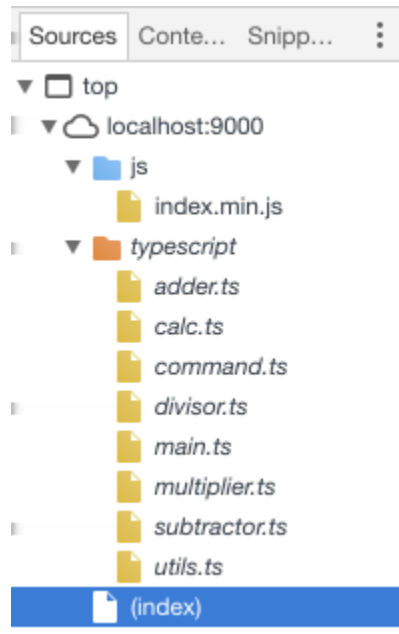 Sources Conte... Snipp...
top
localhost:9000
js
index.min.js
typescript
adder.ts
calc.ts
command.ts
divisor.ts
main.ts
multiplier.ts
subtractor.ts
utils.ts
(index)